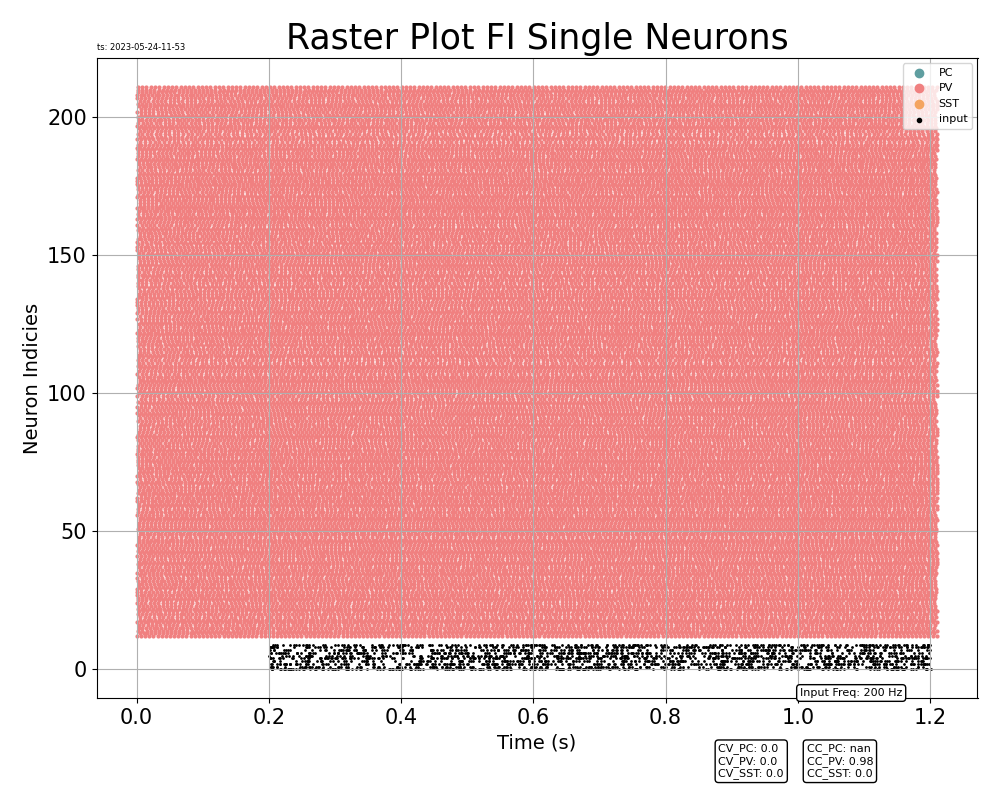 Raster Plot FI Single Neurons
ts: 2023-05-24-11-53
PC
PV
SST
input
200
150
100
50
0
Neuron Indicies
0.0 0.2 0.4 0.6 0.8 1.0 1.2
Time (s)
Input Freq: 200 Hz
CV_PC: 0.0
CV_PV: 0.0
CV_SST: 0.0
CC_PC: nan
CC_PV: 0.98
CC_SST: 0.0